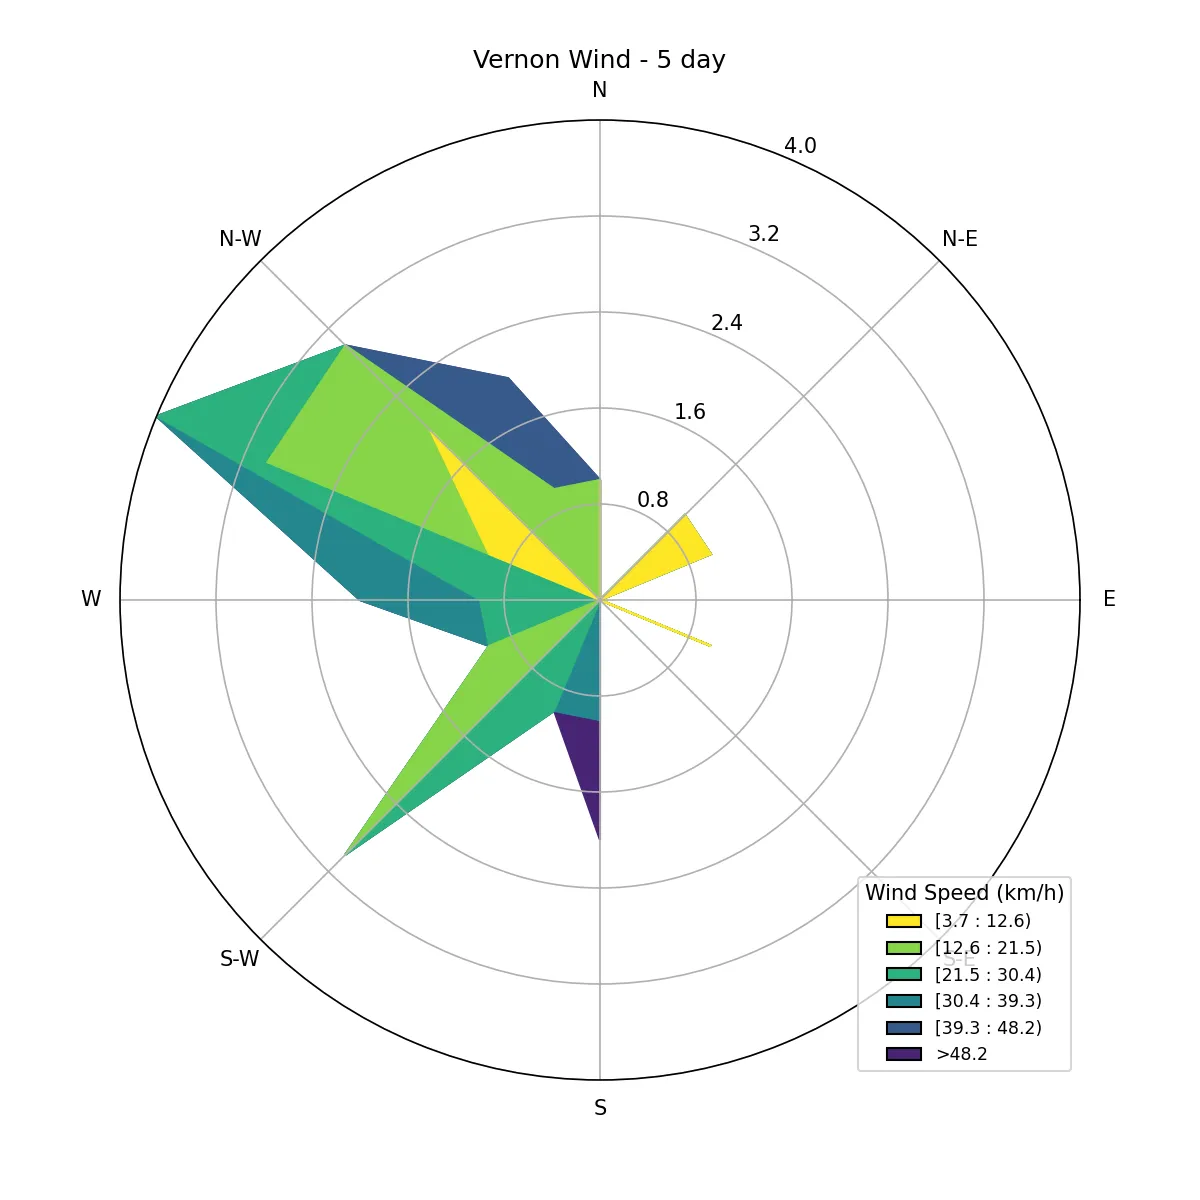 Vernon Wind - 5 day
N
4.0
N-W
3.2
N-E
2.4
1.6
0.8
W
E
Wind Speed (km/h)
[3.7 : 12.6)
[12.6 : 21.5)
S-W
S-E
[21.5 : 30.4)
[30.4 : 39.3)
[39.3 : 48.2)
>48.2
S